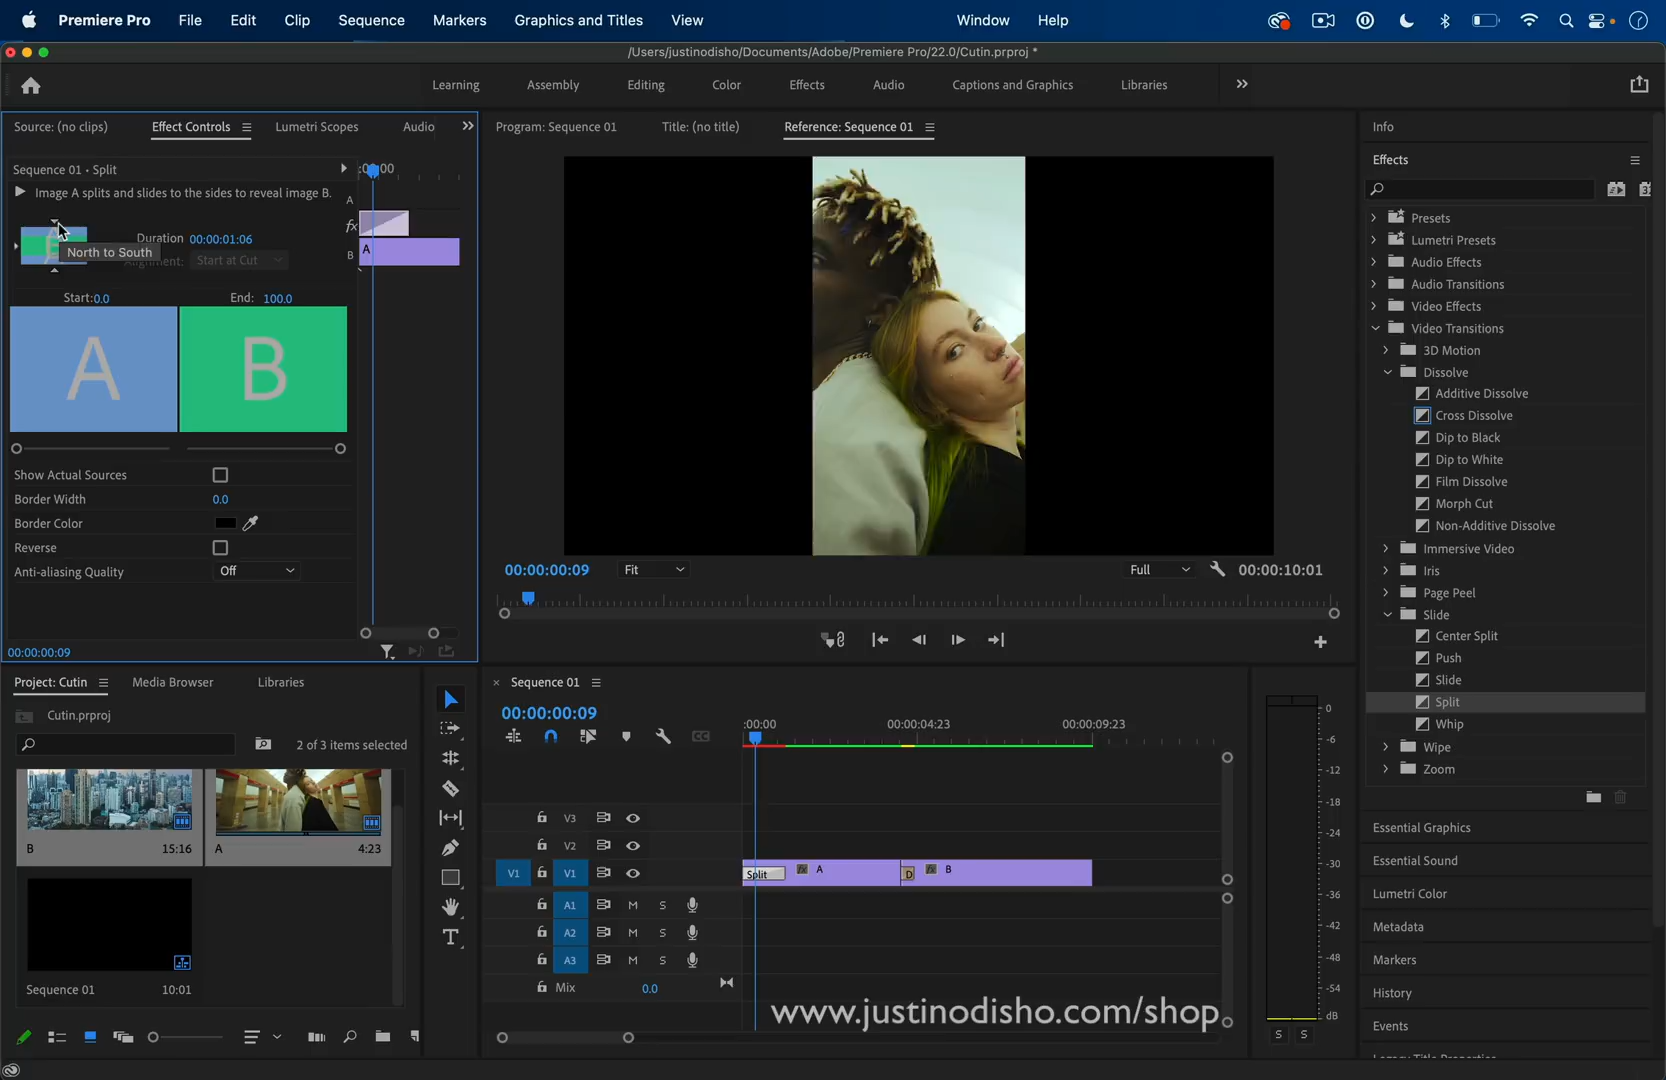 Premiere Pro File Edit Clip Sequence Markers Graphics and Titles View Window Help
/Users/justinodisho/Documents/Adobe/Premiere Pro/22.0/Cutin.prproj *
Learning Assembly Editing Color Effects Audio Captions and Graphics Libraries
Source: (no clips) Effect Controls Lumetri Scopes Audio
Sequence 01 • Split
:00:00
Image A splits and slides to the sides to reveal image B.
A
fx
B
A
Duration 00:00:01:06
North to South
Alignment: Start at Cut
Start: 0.0 End: 100.0
A B
Show Actual Sources
Border Width 0.0
Border Color
Reverse
Anti-aliasing Quality Off
00:00:00:09
Program: Sequence 01 Title: (no title) Reference: Sequence 01
00:00:00:09 Fit Full 00:00:10:01
Info
Effects
Presets
Lumetri Presets
Audio Effects
Audio Transitions
Video Effects
Video Transitions
3D Motion
Dissolve
Additive Dissolve
Cross Dissolve
Dip to Black
Dip to White
Film Dissolve
Morph Cut
Non-Additive Dissolve
Immersive Video
Iris
Page Peel
Slide
Center Split
Push
Slide
Split
Whip
Wipe
Zoom
Essential Graphics
Essential Sound
Lumetri Color
Metadata
Markers
History
Events
Legacy Title Properties
Project: Cutin Media Browser Libraries
Cutin.prproj
2 of 3 items selected
B 15:16 A 4:23
Sequence 01 10:01
Sequence 01
00:00:00:09
:00:00 00:00:04:23 00:00:09:23
V3
V2
V1 V1 Split fx A D fx B
A1 M S
A2 M S
A3 M S
Mix 0.0
0
-6
-12
-18
-24
-30
-36
-42
-48
-54
dB
S S
www.justinodisho.com/shop